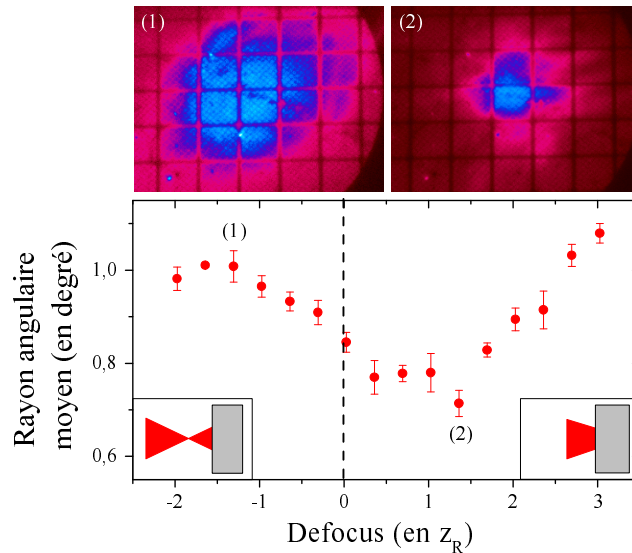 (1)
(2)
Rayon angulaire
moyen (en degré)
1,0
0,8
0,6
(1)
(2)
-2 -1 0 1 2 3
Defocus (en z_R)